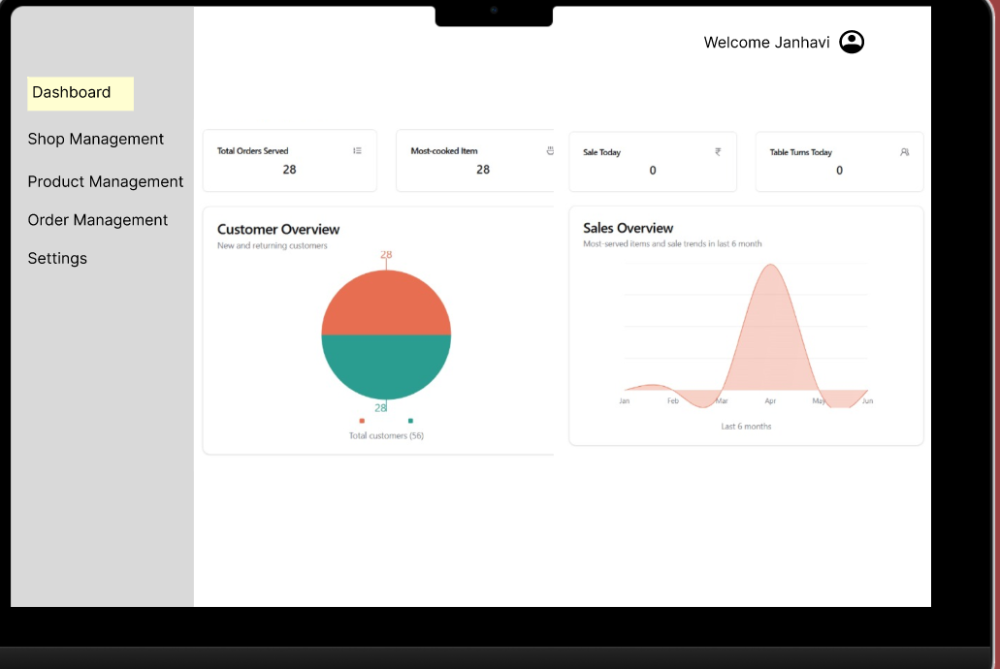 Welcome Janhavi
Dashboard
Shop Management
Product Management
Order Management
Settings
Total Orders Served
28
Most-cooked Item
28
Sale Today
₹
0
Table Turns Today
0
Customer Overview
New and returning customers
28
28
Total customers (56)
Sales Overview
Most-served items and sale trends in last 6 month
Jan Feb Mar Apr May Jun
Last 6 months